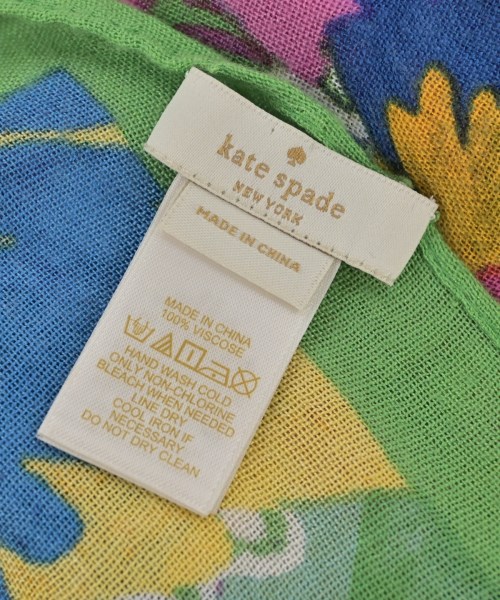 kate spade
NEW YORK
MADE IN CHINA
MADE IN CHINA
100% VISCOSE
HAND WASH COLD
ONLY NON-CHLORINE
BLEACH WHEN NEEDED
LINE DRY
COOL IRON IF
NECESSARY
DO NOT DRY CLEAN